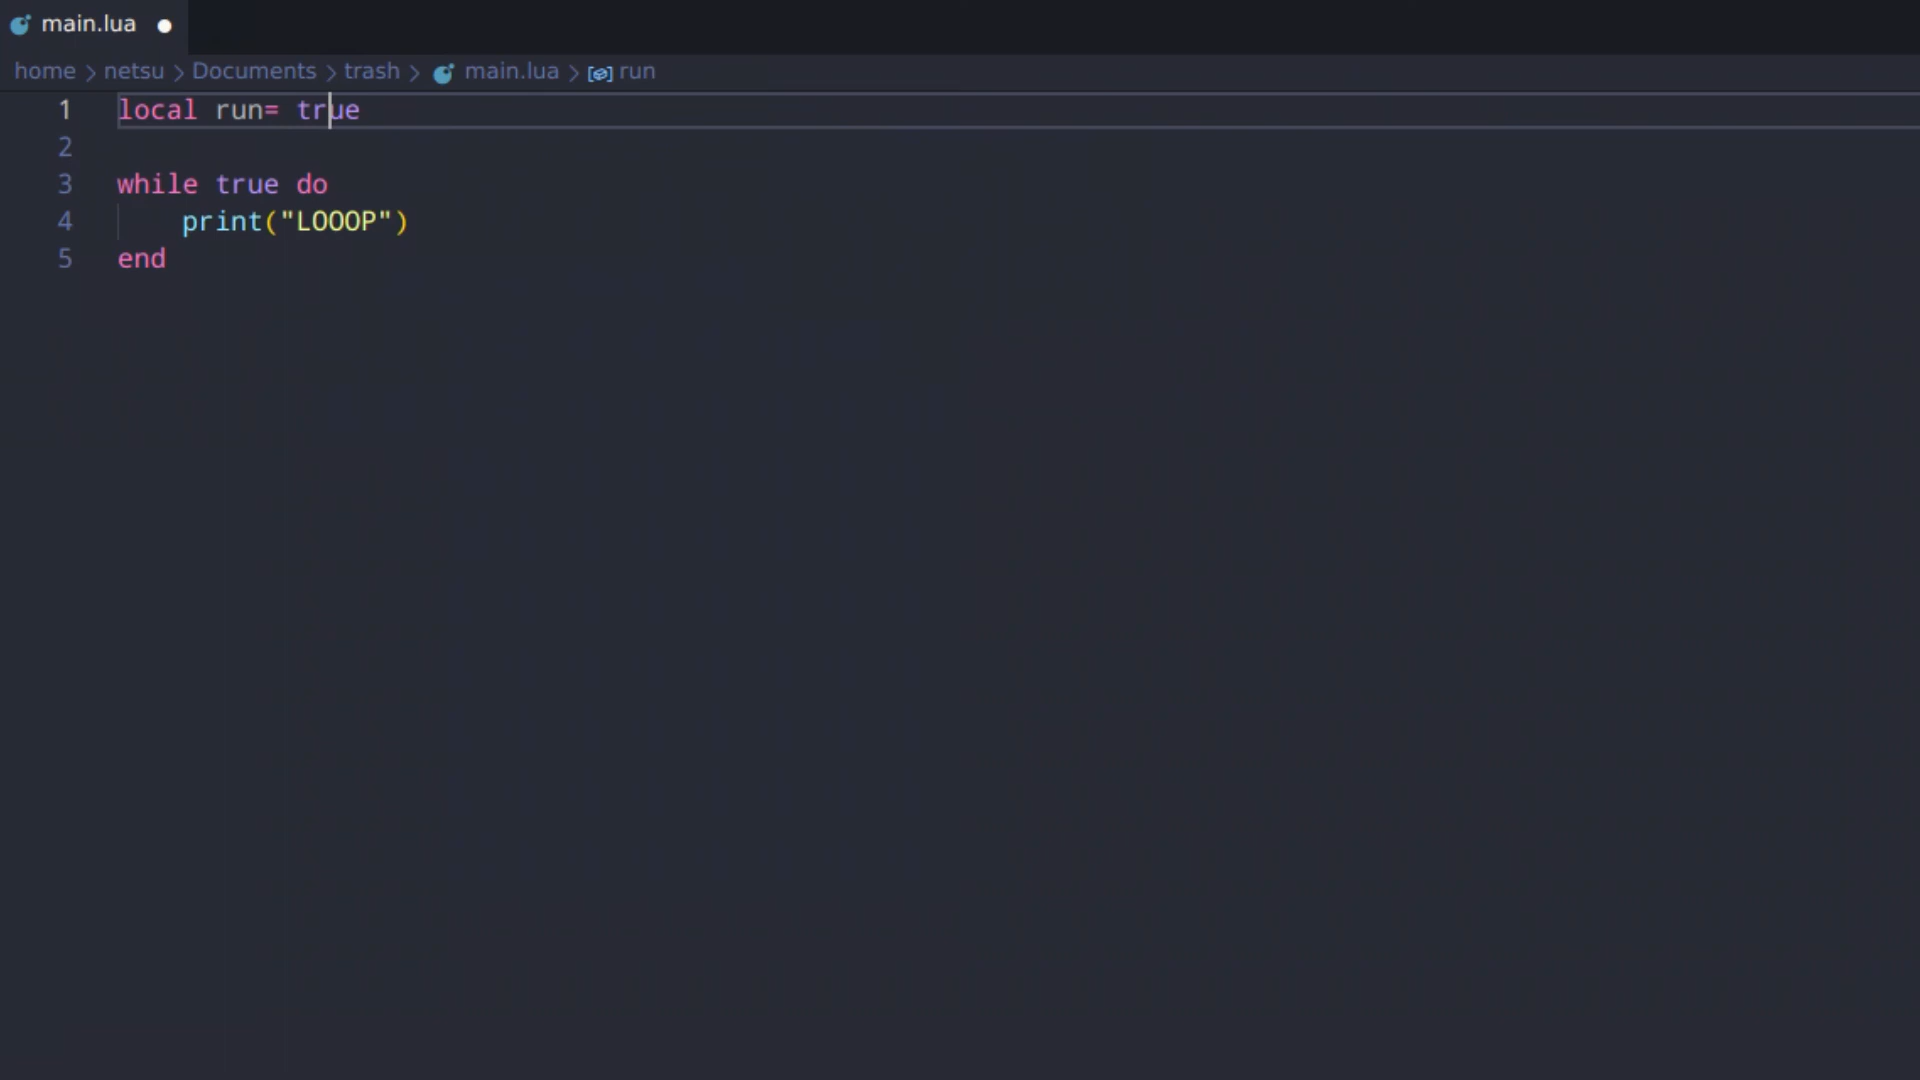 main.lua
home > netsu > Documents > trash > main.lua > run
1 local run= true
2
3 while true do
4     print("LOOOP")
5 end